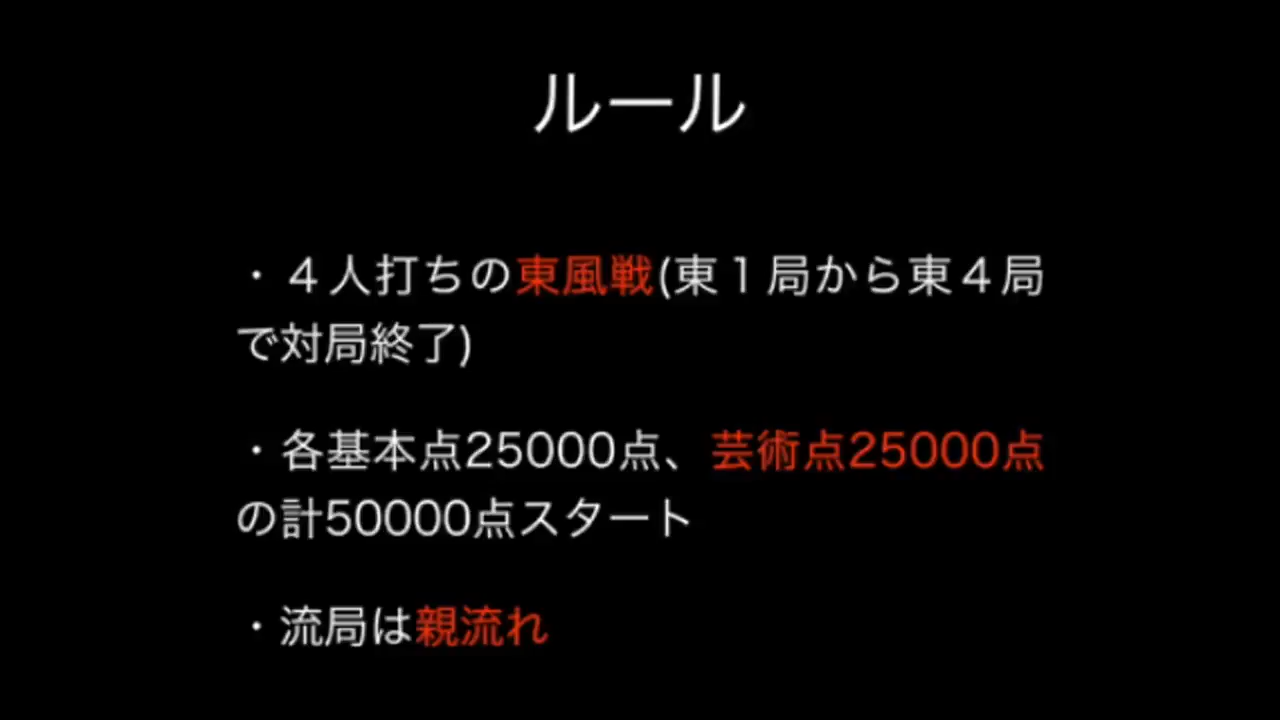 ルール
・４人打ちの東風戦(東１局から東４局
で対局終了)
・各基本点25000点、芸術点25000点
の計50000点スタート
・流局は親流れ